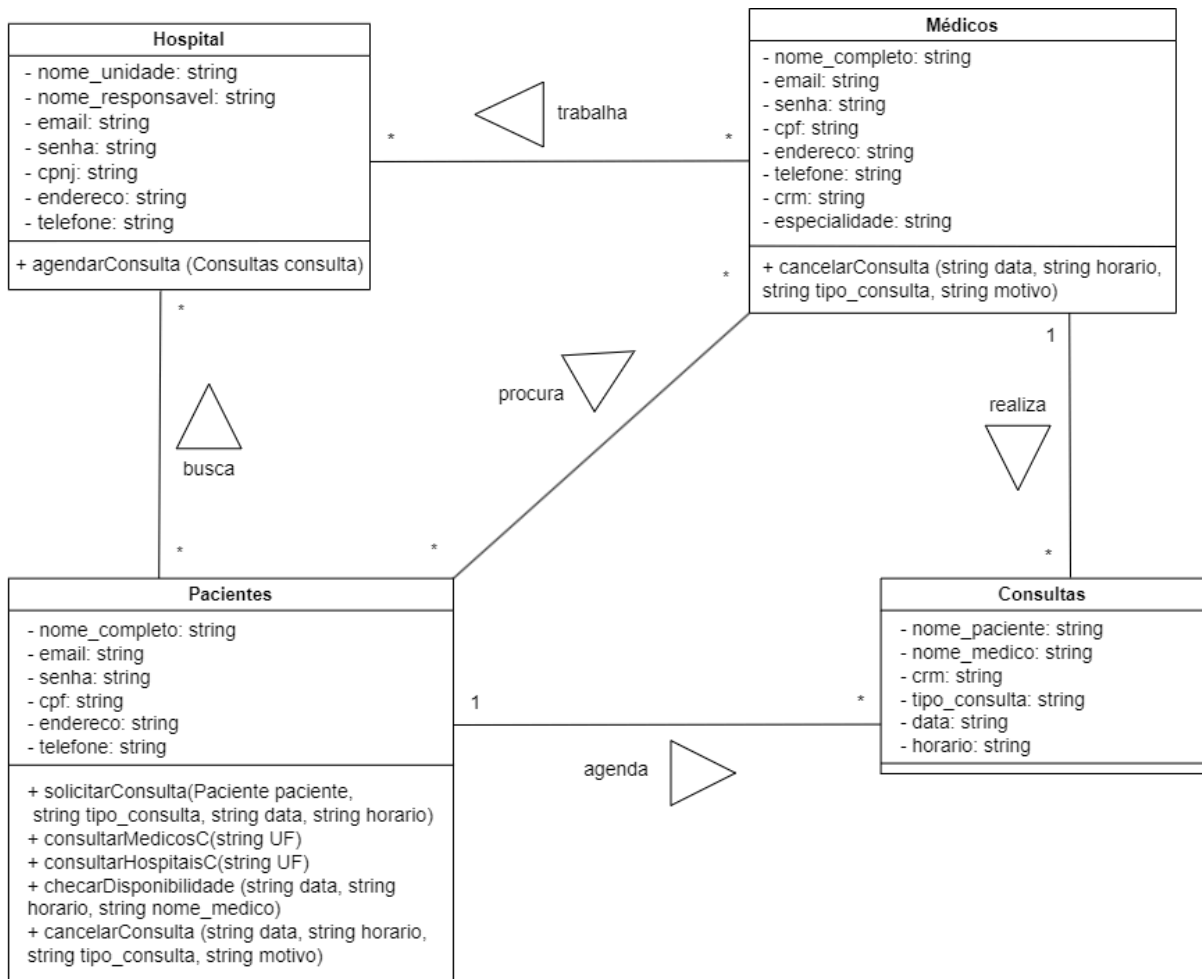 Hospital
- nome_unidade: string
- nome_responsavel: string
- email: string
- senha: string
- cpnj: string
- endereco: string
- telefone: string
+ agendarConsulta (Consultas consulta)
Médicos
- nome_completo: string
- email: string
- senha: string
- cpf: string
- endereco: string
- telefone: string
- crm: string
- especialidade: string
+ cancelarConsulta (string data, string horario,
string tipo_consulta, string motivo)
trabalha
*
*
*
*
1
procura
realiza
busca
*
*
*
Pacientes
- nome_completo: string
- email: string
- senha: string
- cpf: string
- endereco: string
- telefone: string
+ solicitarConsulta(Paciente paciente,
string tipo_consulta, string data, string horario)
+ consultarMedicosC(string UF)
+ consultarHospitaisC(string UF)
+ checarDisponibilidade (string data, string
horario, string nome_medico)
+ cancelarConsulta (string data, string horario,
string tipo_consulta, string motivo)
1
*
agenda
Consultas
- nome_paciente: string
- nome_medico: string
- crm: string
- tipo_consulta: string
- data: string
- horario: string